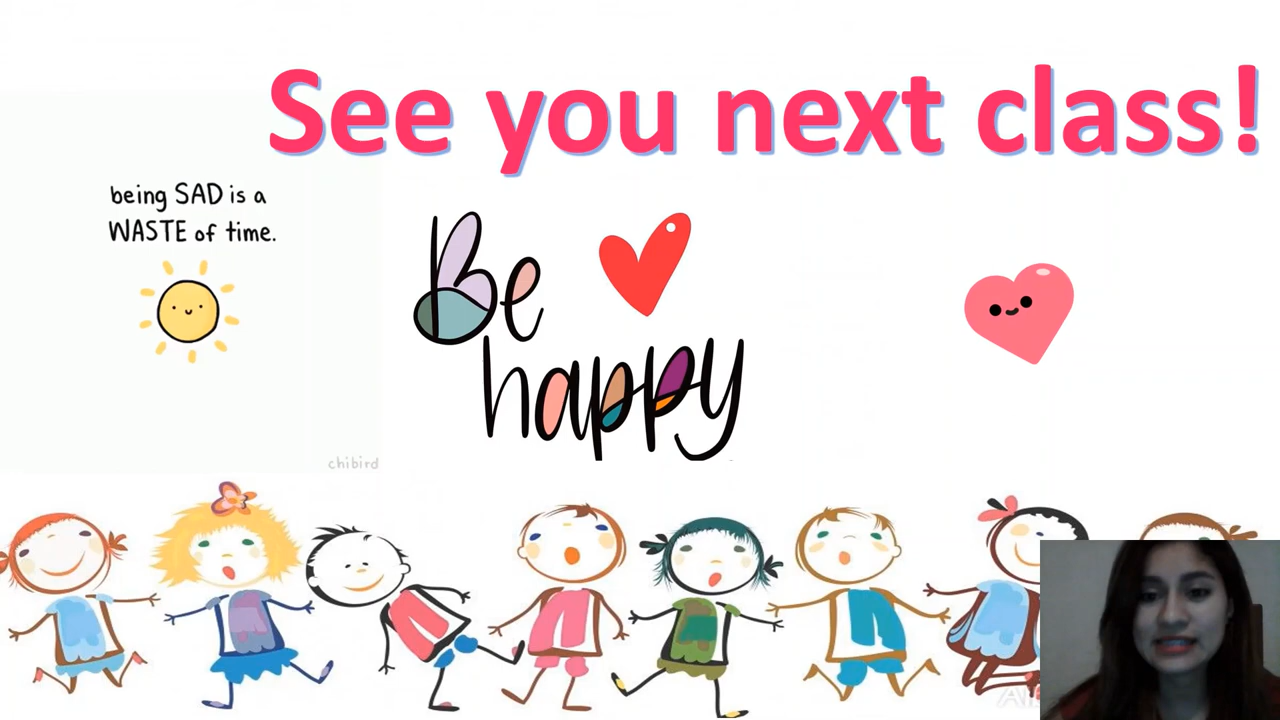 See you next class!
being SAD is a
WASTE of time.
Be
happy
chibird